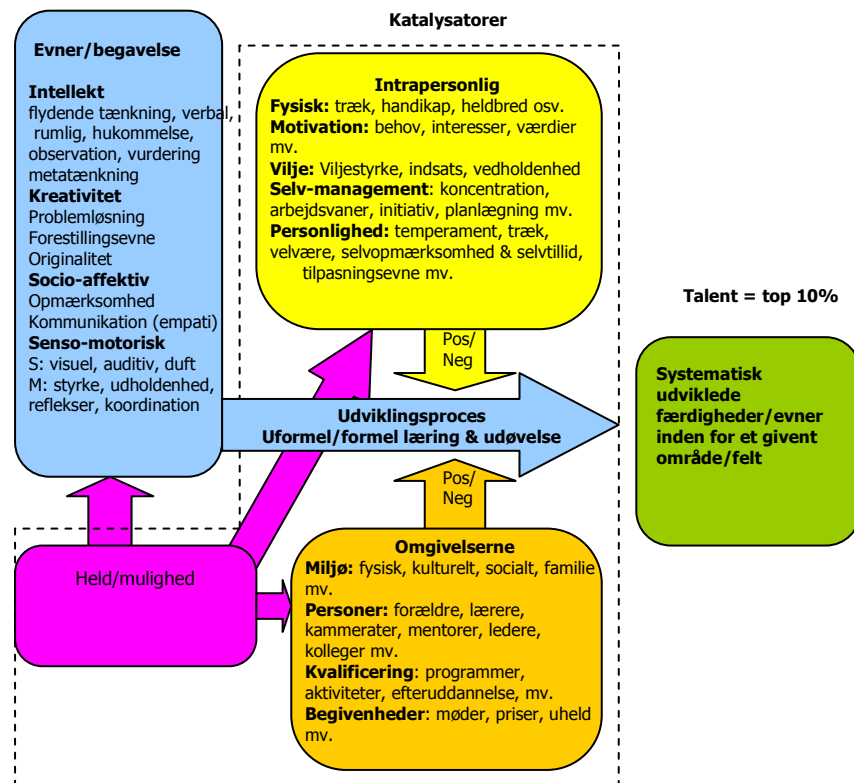 Katalysatorer
Evner/begavelse
Intellekt
flydende tænkning, verbal,
rumlig, hukommelse,
observation, vurdering
metatænkning
Kreativitet
Problemløsning
Forestillingsevne
Originalitet
Socio-affektiv
Opmærksomhed
Kommunikation (empati)
Senso-motorisk
S: visuel, auditiv, duft
M: styrke, udholdenhed,
reflekser, koordination
Intrapersonlig
Fysisk: træk, handikap, heldbred osv.
Motivation: behov, interesser, værdier
mv.
Vilje: Viljestyrke, indsats, vedholdenhed
Selv-management: koncentration,
arbejdsvaner, initiativ, planlægning mv.
Personlighed: temperament, træk,
velvære, selvopmærksomhed & selvtillid,
tilpasningsevne mv.
Pos/
Neg
Udviklingsproces
Uformel/formel læring & udøvelse
Pos/
Neg
Talent = top 10%
Systematisk
udviklede
færdigheder/evner
inden for et givent
område/felt
Held/mulighed
Omgivelserne
Miljø: fysisk, kulturelt, socialt, familie
mv.
Personer: forældre, lærere,
kammerater, mentorer, ledere,
kolleger mv.
Kvalificering: programmer,
aktiviteter, efteruddannelse, mv.
Begivenheder: møder, priser, uheld
mv.